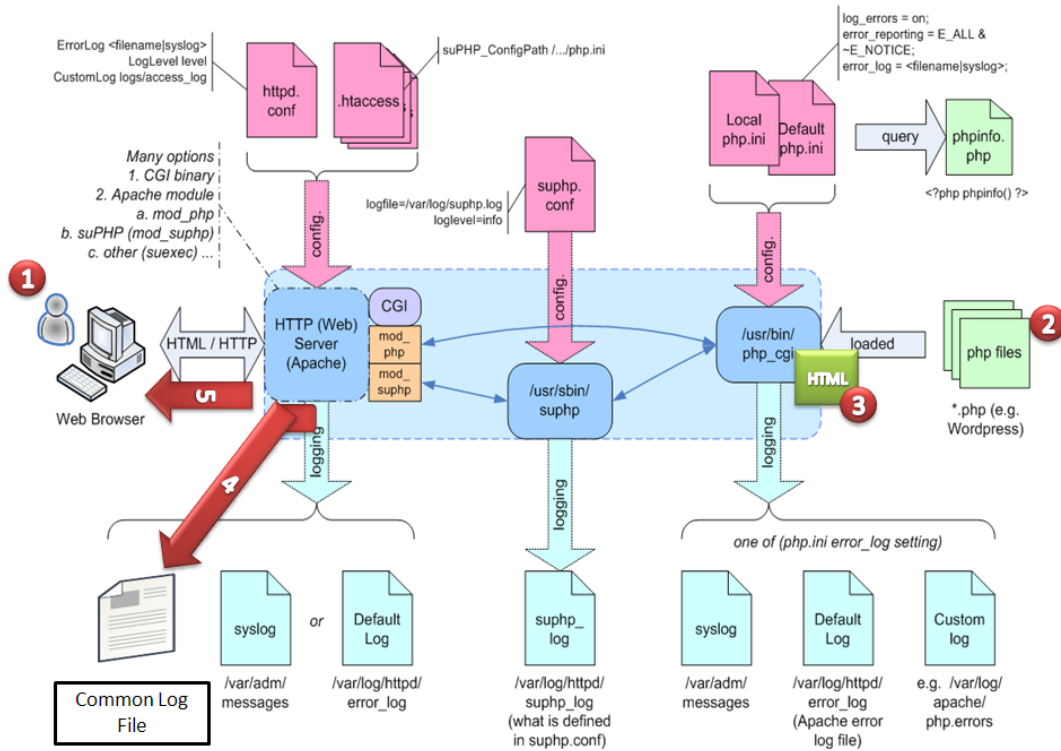 ErrorLog <filename|syslog>
LogLevel level
CustomLog logs/access_log
httpd.
conf
.htaccess
suPHP_ConfigPath /.../php.ini
log_errors = on;
error_reporting = E_ALL &
~E_NOTICE;
error_log = <filename|syslog>;
Local
php.ini
Default
php.ini
query
phpinfo.
php
<?php phpinfo() ?>
Many options
1. CGI binary
2. Apache module
a. mod_php
b. suPHP (mod_suphp)
c. other (suexec) ...
config.
logfile=/var/log/suphp.log
loglevel=info
suphp.
conf
config.
config.
1
Web Browser
HTML / HTTP
5
HTTP (Web)
Server
(Apache)
CGI
mod_
php
mod_
suphp
/usr/sbin/
suphp
/usr/bin/
php_cgi
HTML
3
loaded
2
php files
*.php (e.g.
Wordpress)
4
logging
logging
logging
one of (php.ini error_log setting)
Common Log
File
syslog
/var/adm/
messages
or
Default
Log
/var/log/httpd/
error_log
suphp_
log
/var/log/httpd/
suphp_log
(what is defined
in suphp.conf)
syslog
/var/adm/
messages
Default
Log
/var/log/httpd/
error_log
(Apache error
log file)
Custom
log
e.g. /var/log/
apache/
php.errors